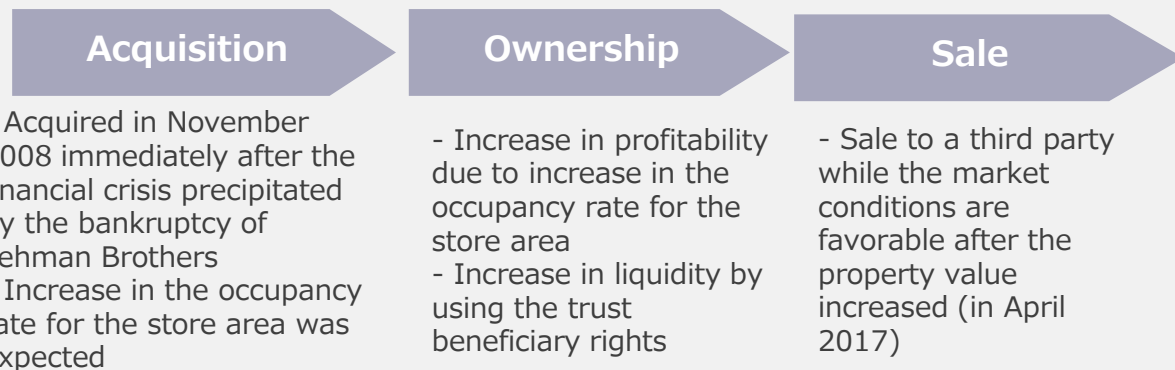 Acquisition
Acquired in November
008 immediately after the
inancial crisis precipitated
y the bankruptcy of
ehman Brothers
Increase in the occupancy
ate for the store area was
xpected
Ownership
- Increase in profitability
due to increase in the
occupancy rate for the
store area
- Increase in liquidity by
using the trust
beneficiary rights
Sale
- Sale to a third party
while the market
conditions are
favorable after the
property value
increased (in April
2017)